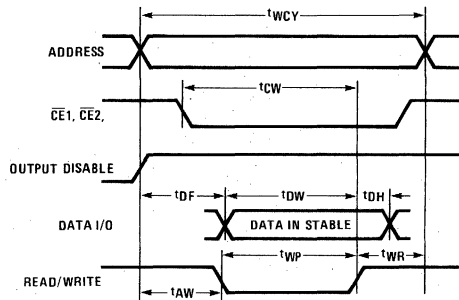 tWCY
ADDRESS
tCW
CE1, CE2,
OUTPUT DISABLE
tDF
tDW
tDH
DATA I/O
DATA IN STABLE
tWP
tWR
READ/WRITE
tAW